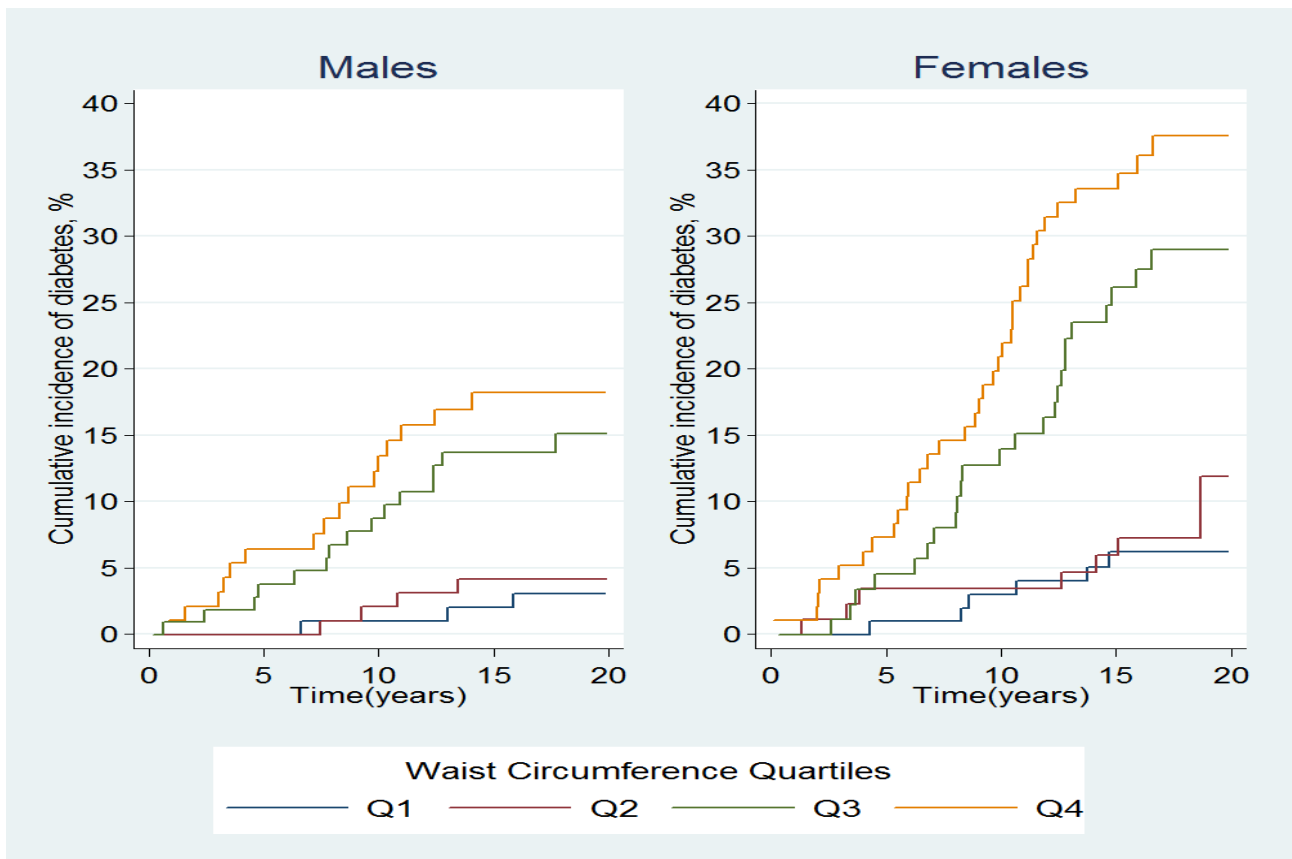 Males
Females
Cumulative incidence of diabetes, %
40
35
30
25
20
15
10
5
0
0 5 10 15 20
Time(years)
Cumulative incidence of diabetes, %
40
35
30
25
20
15
10
5
0
0 5 10 15 20
Time(years)
Waist Circumference Quartiles
Q1 Q2 Q3 Q4